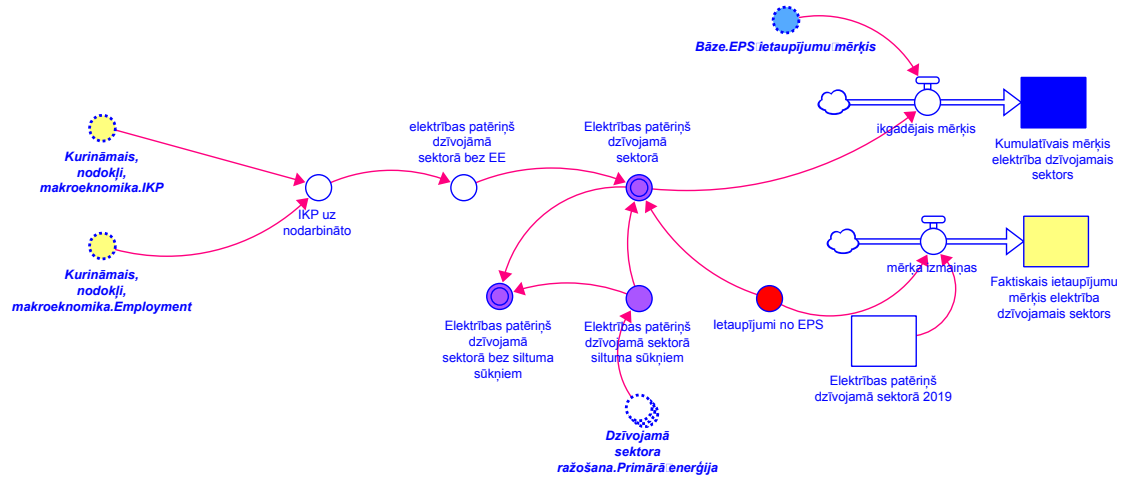 Bāze.EPS ietaupījumu mērķis
ikgadējais mērķis
Kumulatīvais mērķis
elektrība dzīvojamais
sektors
elektrības patēriņš
dzīvojāmā
sektorā bez EE
Elektrības patēriņš
dzīvojamā
sektorā
Kurināmais,
nodokļi,
makroeknomika.IKP
IKP uz
nodarbināto
Kurināmais,
nodokļi,
makroeknomika.Employment
mērķa izmaiņas
Faktiskais ietaupījumu
mērķis elektrība
dzīvojamais sektors
Elektrības patēriņš
dzīvojamā
sektorā bez siltuma
sūkņiem
Elektrības patēriņš
dzīvojamā sektorā
siltuma sūkņiem
Ietaupījumi no EPS
Elektrības patēriņš
dzīvojamā sektorā 2019
Dzīvojamā
sektora
ražošana.Primārā enerģija